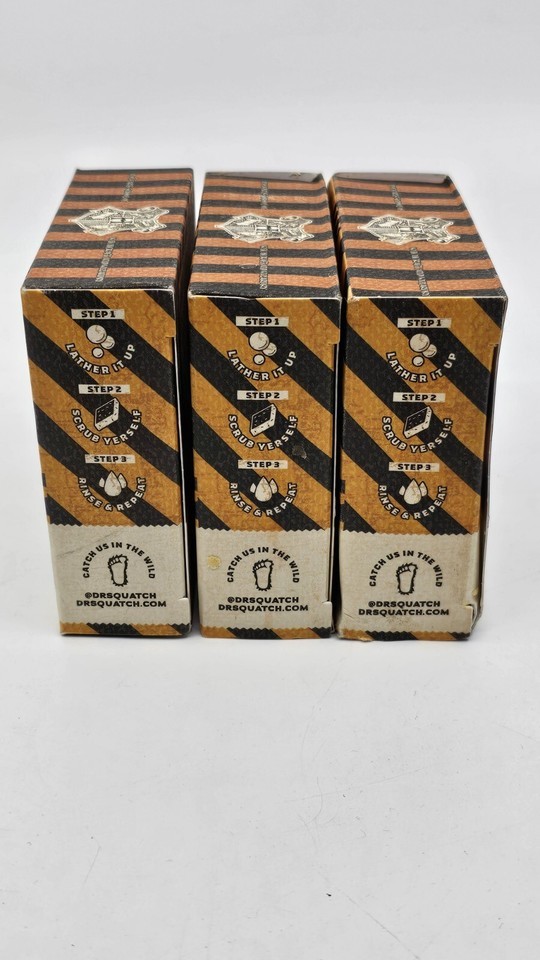 STEP 1
LATHER IT UP
STEP 2
SCRUB YERSELF
STEP 3
RINSE & REPEAT
CATCH US IN THE WILD
@DRSQUATCH
DRSQUATCH.COM
STEP 1
LATHER IT UP
STEP 2
SCRUB YERSELF
STEP 3
RINSE & REPEAT
CATCH US IN THE WILD
@DRSQUATCH
DRSQUATCH.COM
STEP 1
LATHER IT UP
STEP 2
SCRUB YERSELF
STEP 3
RINSE & REPEAT
CATCH US IN THE WILD
@DRSQUATCH
DRSQUATCH.COM